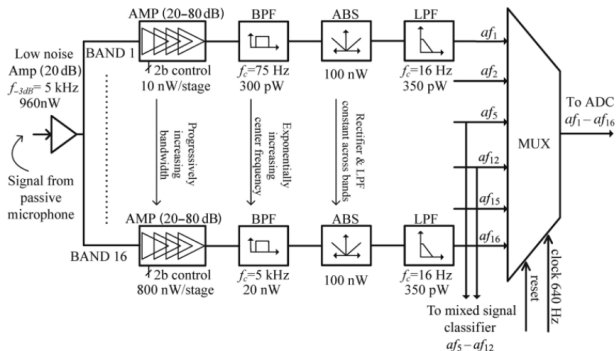 AMP (20–80 dB)
BPF
ABS
LPF
Low noise
Amp (20 dB)
f–3dB= 5 kHz
960nW
BAND 1
2b control
10 nW/stage
fc=75 Hz
300 pW
100 nW
fc=16 Hz
350 pW
af1
af2
af5
af12
af15
af16
MUX
To ADC
af1–af16
Signal from
passive
microphone
Progressively
increasing
bandwidth
Exponentially
increasing
center frequency
Rectifier & LPF
constant across bands
BAND 16
AMP (20–80 dB)
BPF
ABS
LPF
2b control
800 nW/stage
fc=5 kHz
20 nW
100 nW
fc=16 Hz
350 pW
To mixed signal
classifier
af5–af12
reset
clock 640 Hz